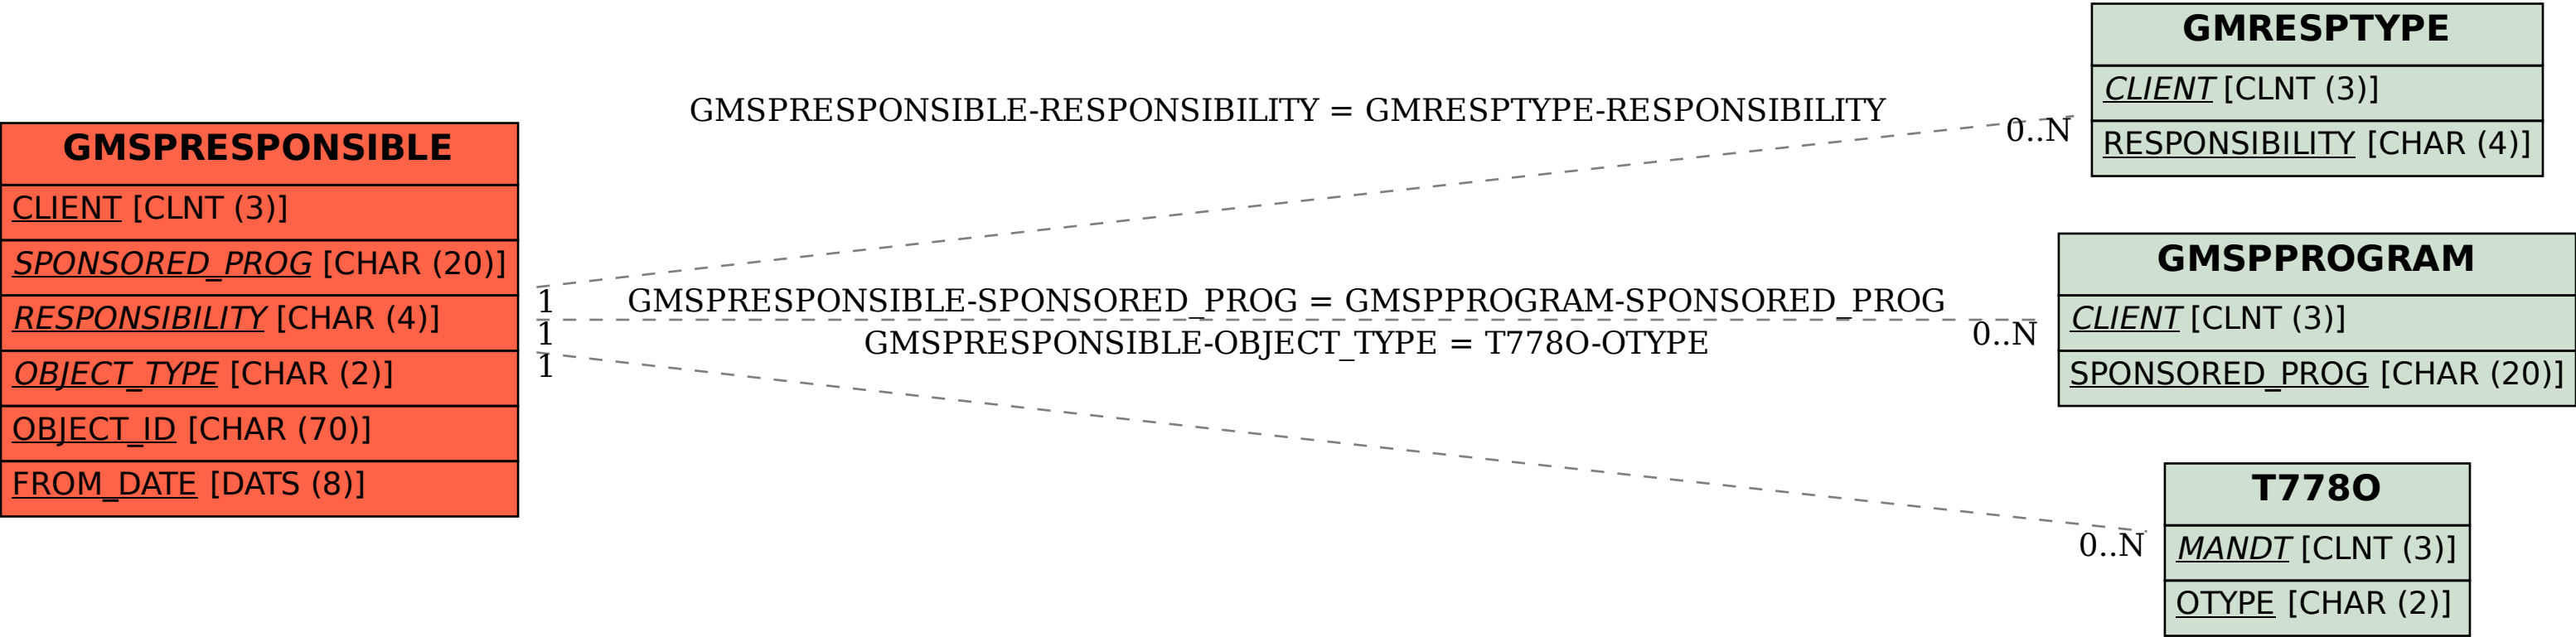 GMSPRESPONSIBLE
CLIENT [CLNT (3)]
SPONSORED_PROG [CHAR (20)]
RESPONSIBILITY [CHAR (4)]
OBJECT_TYPE [CHAR (2)]
OBJECT_ID [CHAR (70)]
FROM_DATE [DATS (8)]
GMSPRESPONSIBLE-RESPONSIBILITY = GMRESPTYPE-RESPONSIBILITY
1
0..N
GMSPRESPONSIBLE-SPONSORED_PROG = GMSPPROGRAM-SPONSORED_PROG
1
0..N
GMSPRESPONSIBLE-OBJECT_TYPE = T778O-OTYPE
1
0..N
GMRESPTYPE
CLIENT [CLNT (3)]
RESPONSIBILITY [CHAR (4)]
GMSPPROGRAM
CLIENT [CLNT (3)]
SPONSORED_PROG [CHAR (20)]
T778O
MANDT [CLNT (3)]
OTYPE [CHAR (2)]